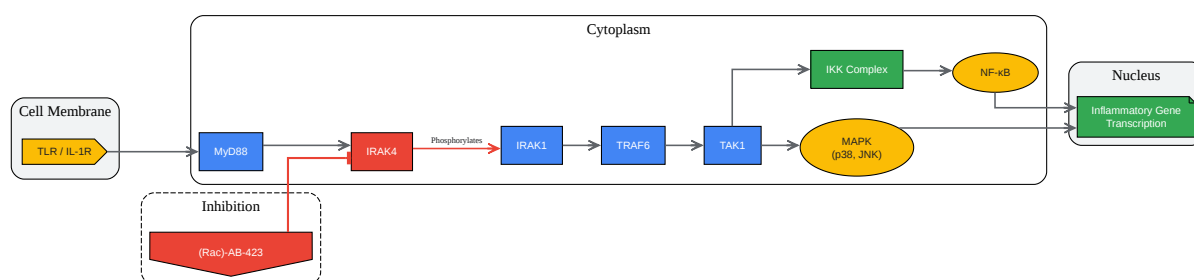 Cytoplasm
Cell Membrane
TLR / IL-1R
MyD88
IRAK4
Phosphorylates
IRAK1
TRAF6
TAK1
IKK Complex
NF-κB
MAPK
(p38, JNK)
Nucleus
Inflammatory Gene
Transcription
Inhibition
(Rac)-AB-423